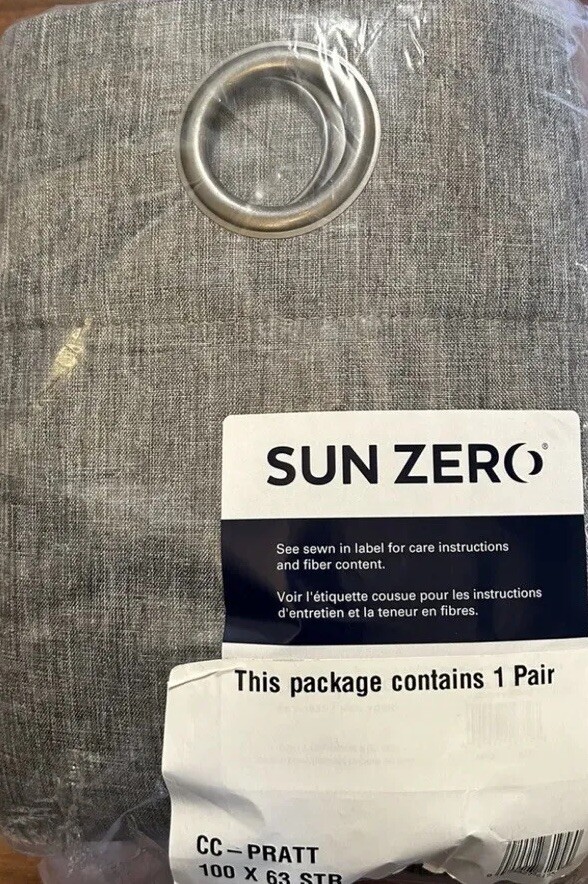 SUN ZERO®
See sewn in label for care instructions
and fiber content.
Voir l'étiquette cousue pour les instructions
d'entretien et la teneur en fibres.
This package contains 1 Pair
CC-PRATT
100 X 63 STR